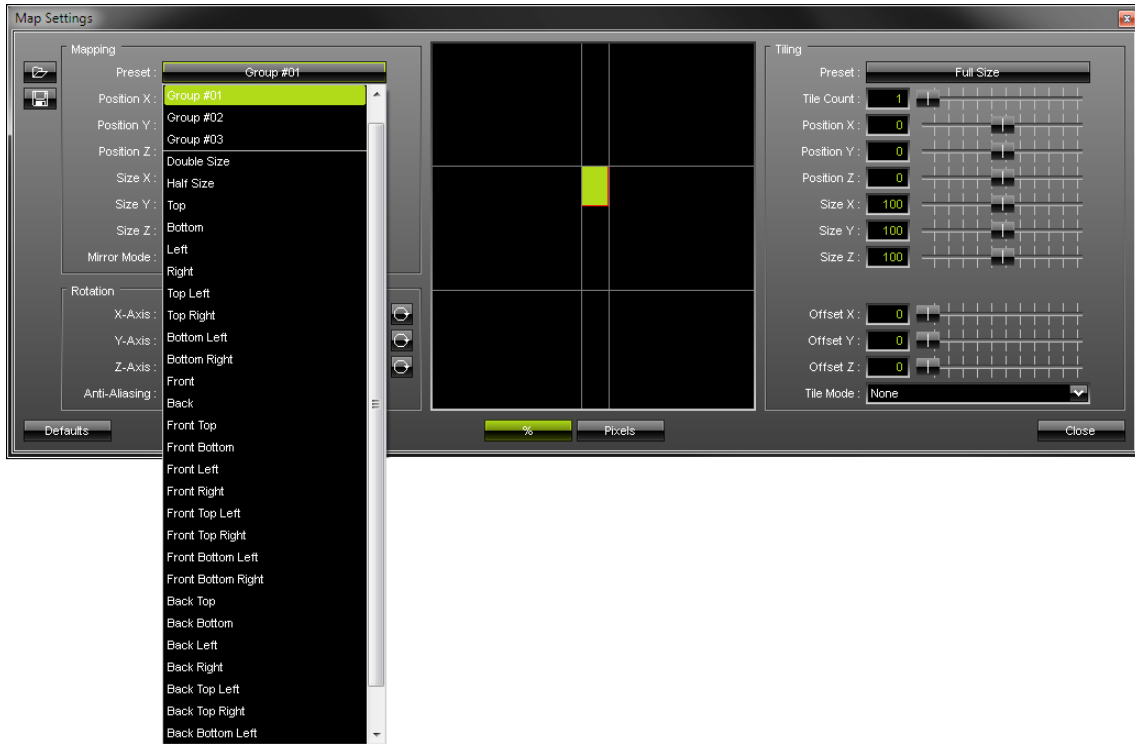 Map Settings
Mapping
Preset : Group #01
Position X :
Position Y :
Position Z :
Size X :
Size Y :
Size Z :
Mirror Mode :
Rotation
X-Axis :
Y-Axis :
Z-Axis :
Anti-Aliasing :
Defaults
Group #01
Group #02
Group #03
Double Size
Half Size
Top
Bottom
Left
Right
Top Left
Top Right
Bottom Left
Bottom Right
Front
Back
Front Top
Front Bottom
Front Left
Front Right
Front Top Left
Front Top Right
Front Bottom Left
Front Bottom Right
Back Top
Back Bottom
Back Left
Back Right
Back Top Left
Back Top Right
Back Bottom Left
% Pixels
Tiling
Preset : Full Size
Tile Count : 1
Position X : 0
Position Y : 0
Position Z : 0
Size X : 100
Size Y : 100
Size Z : 100
Offset X : 0
Offset Y : 0
Offset Z : 0
Tile Mode : None
Close